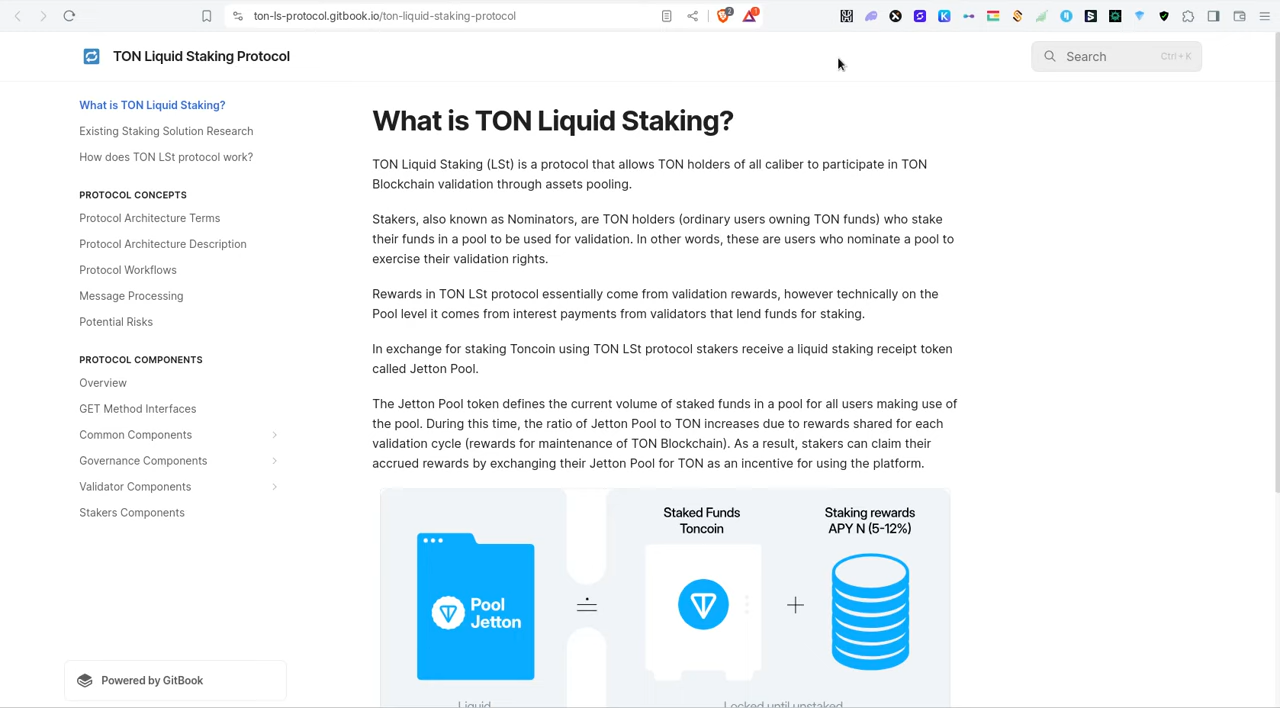 ton-ls-protocol.gitbook.io/ton-liquid-staking-protocol
2
1
TON Liquid Staking Protocol
Search
Ctrl + K
What is TON Liquid Staking?
Existing Staking Solution Research
How does TON LSt protocol work?
PROTOCOL CONCEPTS
Protocol Architecture Terms
Protocol Architecture Description
Protocol Workflows
Message Processing
Potential Risks
PROTOCOL COMPONENTS
Overview
GET Method Interfaces
Common Components
Governance Components
Validator Components
Stakers Components
Powered by GitBook
What is TON Liquid Staking?
TON Liquid Staking (LSt) is a protocol that allows TON holders of all caliber to participate in TON
Blockchain validation through assets pooling.
Stakers, also known as Nominators, are TON holders (ordinary users owning TON funds) who stake
their funds in a pool to be used for validation. In other words, these are users who nominate a pool to
exercise their validation rights.
Rewards in TON LSt protocol essentially come from validation rewards, however technically on the
Pool level it comes from interest payments from validators that lend funds for staking.
In exchange for staking Toncoin using TON LSt protocol stakers receive a liquid staking receipt token
called Jetton Pool.
The Jetton Pool token defines the current volume of staked funds in a pool for all users making use of
the pool. During this time, the ratio of Jetton Pool to TON increases due to rewards shared for each
validation cycle (rewards for maintenance of TON Blockchain). As a result, stakers can claim their
accrued rewards by exchanging their Jetton Pool for TON as an incentive for using the platform.
Pool
Jetton
Staked Funds
Toncoin
+
Staking rewards
APY N (5-12%)
Liquid
Locked until unstaked